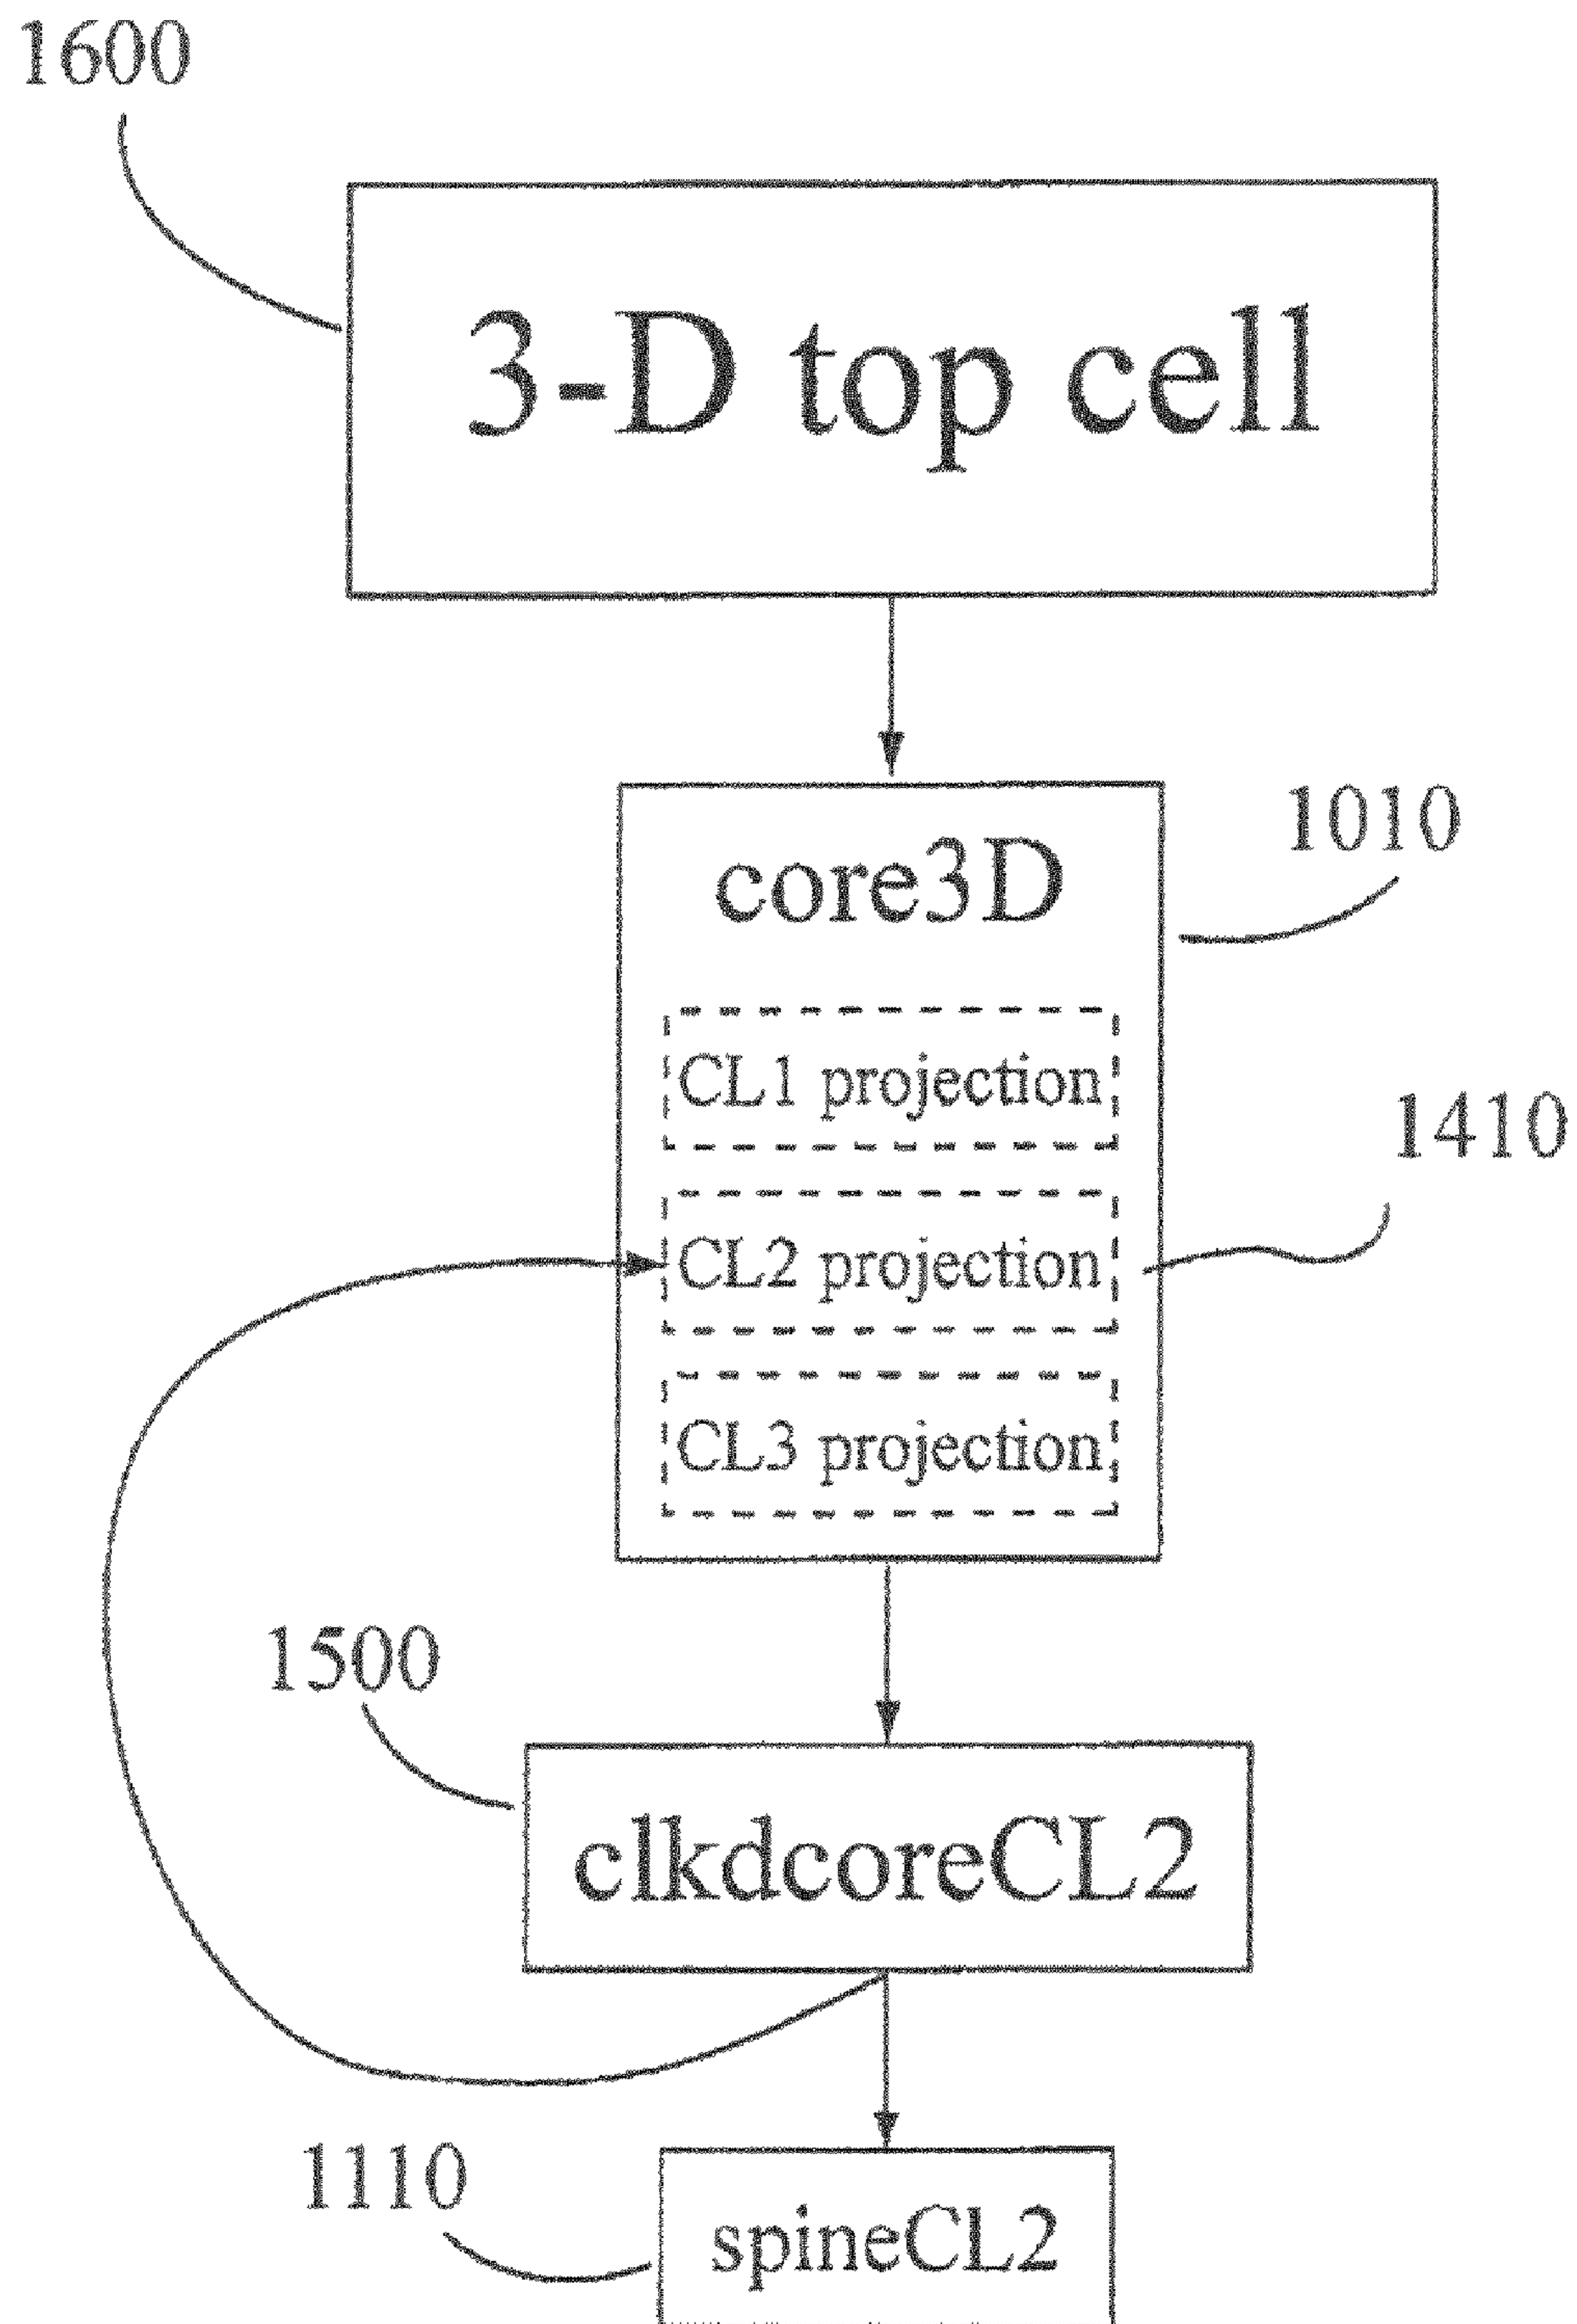 1600
3-D top cell
core3D
1010
CL1 projection
1410
CL2 projection
CL3 projection
1500
clkdcoreCL2
1110
spineCL2